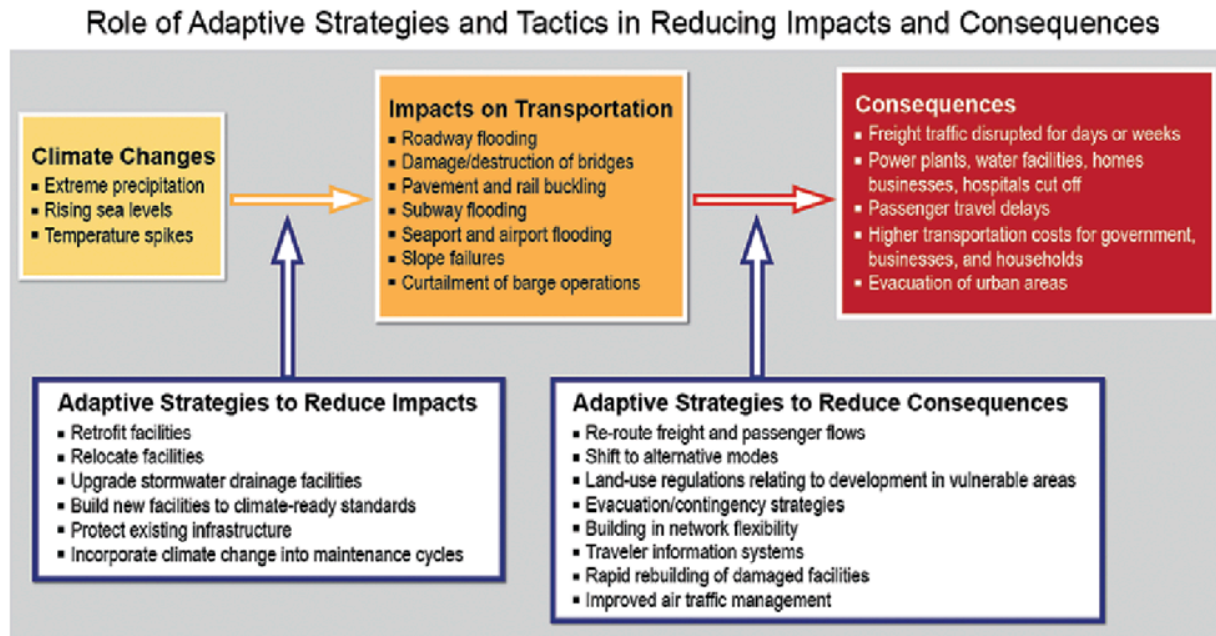 Role of Adaptive Strategies and Tactics in Reducing Impacts and Consequences
Climate Changes
▪ Extreme precipitation
▪ Rising sea levels
▪ Temperature spikes
Impacts on Transportation
▪ Roadway flooding
▪ Damage/destruction of bridges
▪ Pavement and rail buckling
▪ Subway flooding
▪ Seaport and airport flooding
▪ Slope failures
▪ Curtailment of barge operations
Consequences
▪ Freight traffic disrupted for days or weeks
▪ Power plants, water facilities, homes
businesses, hospitals cut off
▪ Passenger travel delays
▪ Higher transportation costs for government,
businesses, and households
▪ Evacuation of urban areas
Adaptive Strategies to Reduce Impacts
▪ Retrofit facilities
▪ Relocate facilities
▪ Upgrade stormwater drainage facilities
▪ Build new facilities to climate-ready standards
▪ Protect existing infrastructure
▪ Incorporate climate change into maintenance cycles
Adaptive Strategies to Reduce Consequences
▪ Re-route freight and passenger flows
▪ Shift to alternative modes
▪ Land-use regulations relating to development in vulnerable areas
▪ Evacuation/contingency strategies
▪ Building in network flexibility
▪ Traveler information systems
▪ Rapid rebuilding of damaged facilities
▪ Improved air traffic management